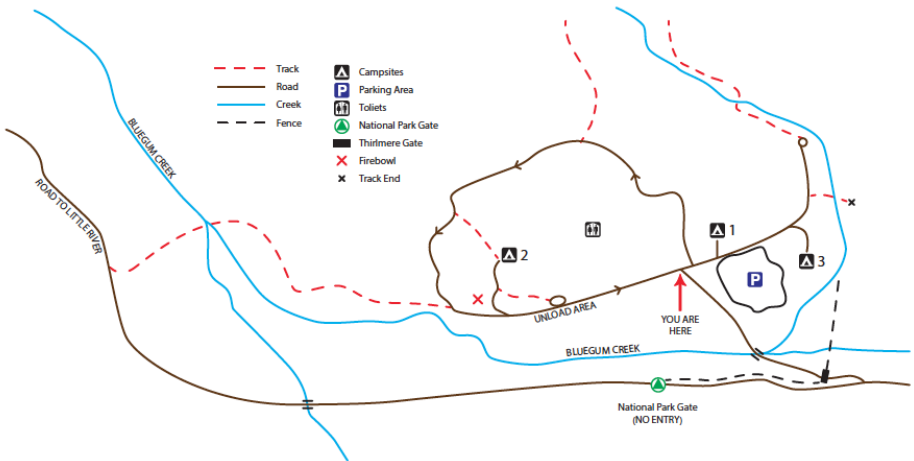 Track
Road
Creek
Fence
Campsites
P
Parking Area
Toliets
National Park Gate
Thirlmere Gate
Firebowl
Track End
BLUEGUM CREEK
ROAD TO LITTLE RIVER
1
2
3
P
UNLOAD AREA
YOU ARE
HERE
BLUEGUM CREEK
National Park Gate
(NO ENTRY)